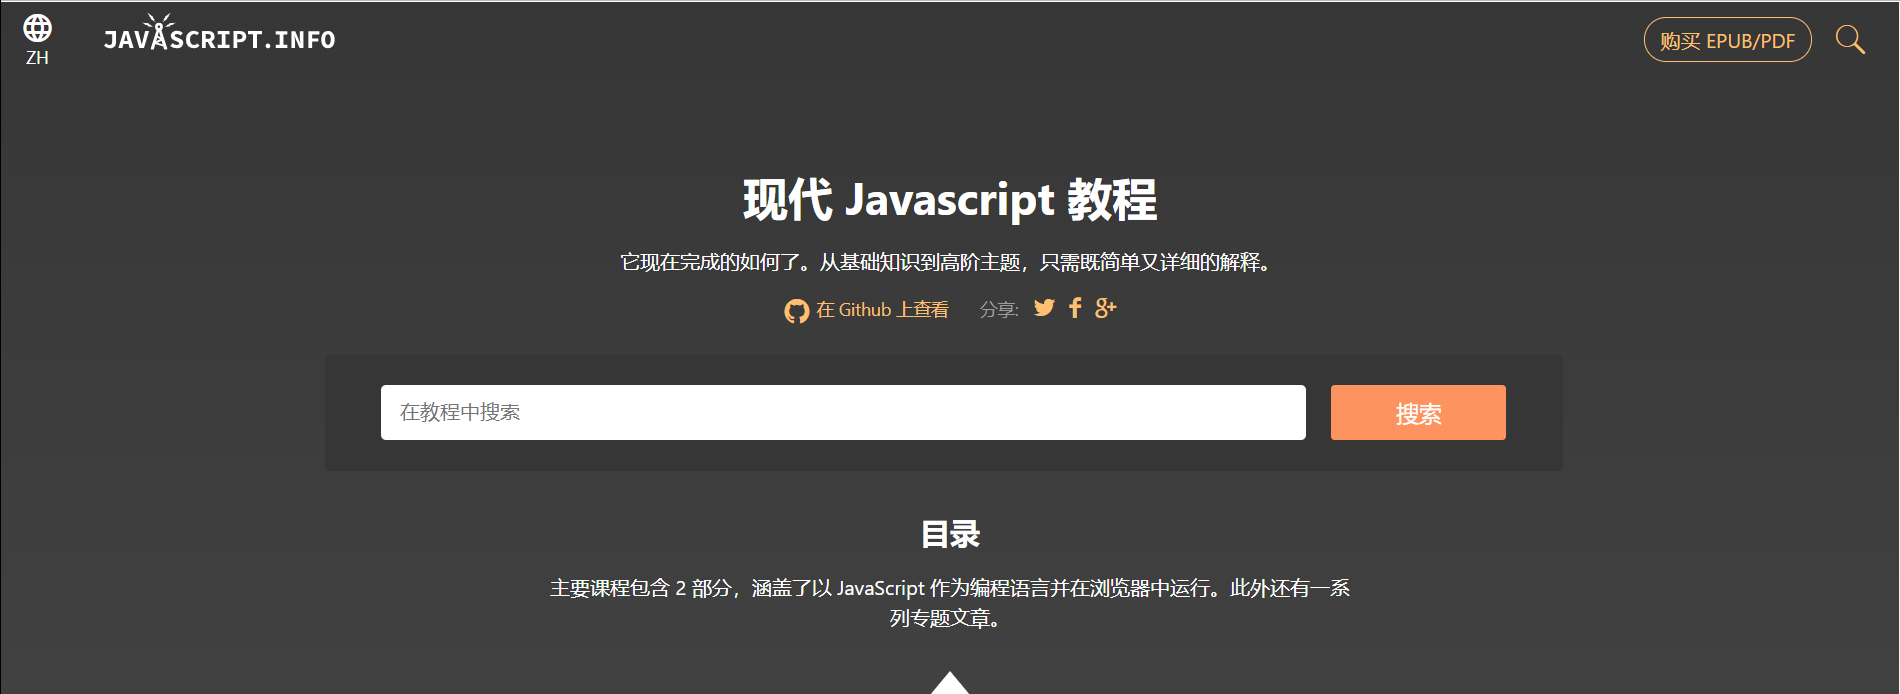 ZH
JAVASCRIPT.INFO
购买 EPUB/PDF
现代 Javascript 教程
它现在完成的如何了。从基础知识到高阶主题，只需既简单又详细的解释。
在 Github 上查看 分享:
在教程中搜索
搜索
目录
主要课程包含 2 部分，涵盖了以 JavaScript 作为编程语言并在浏览器中运行。此外还有一系
列专题文章。